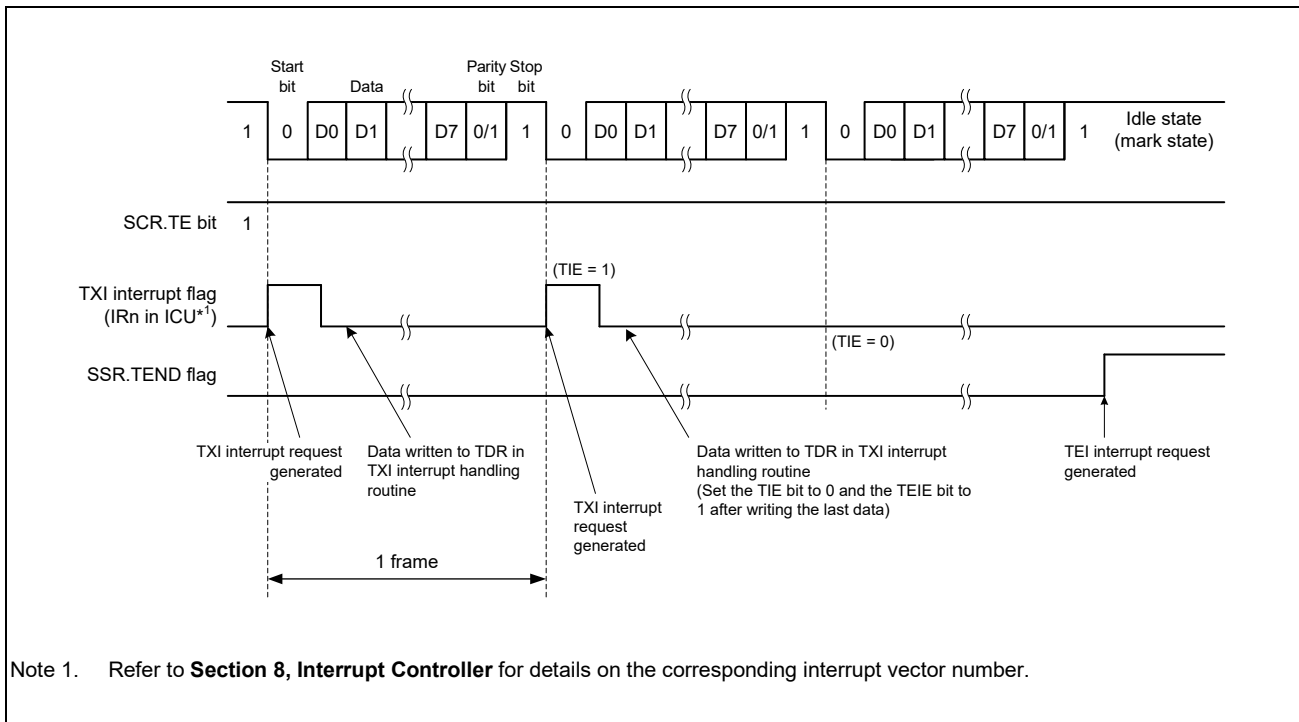 Start
bit
Data
Parity
bit
Stop
bit
1 0 D0 D1 D7 0/1 1 0 D0 D1 D7 0/1 1 0 D0 D1 D7 0/1 1
Idle state
(mark state)
SCR.TE bit 1
(TIE = 1)
TXI interrupt flag
(IRn in ICU*1)
(TIE = 0)
SSR.TEND flag
TXI interrupt request
generated
Data written to TDR in
TXI interrupt handling
routine
TXI interrupt
request
generated
Data written to TDR in TXI interrupt
handling routine
(Set the TIE bit to 0 and the TEIE bit to
1 after writing the last data)
TEI interrupt request
generated
1 frame
Note 1. Refer to Section 8, Interrupt Controller for details on the corresponding interrupt vector number.